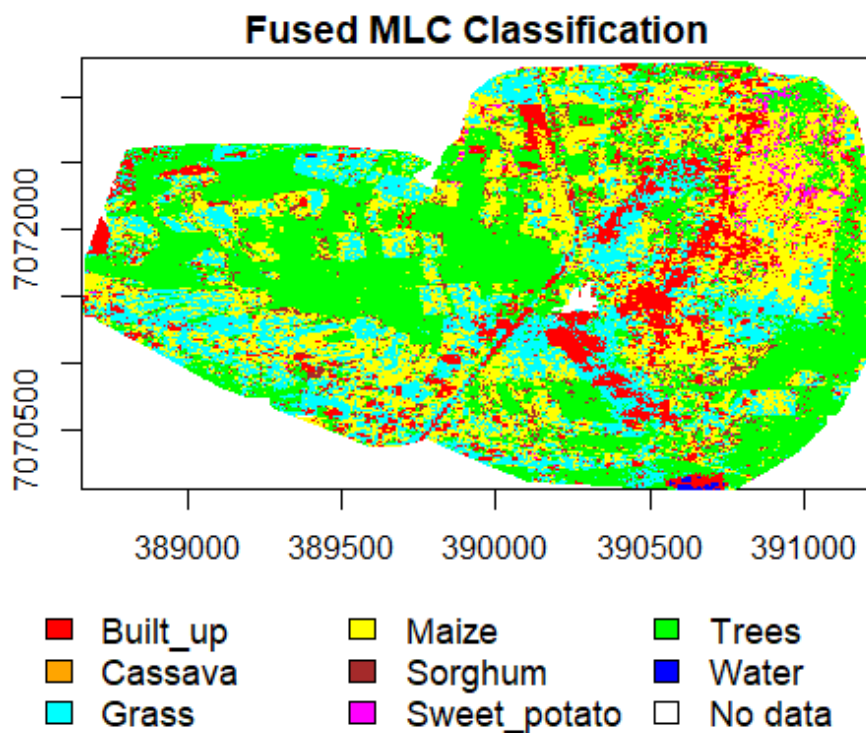 Fused MLC Classification
7072000
7070500
389000 389500 390000 390500 391000
Built_up Maize Trees
Cassava Sorghum Water
Grass Sweet_potato No data